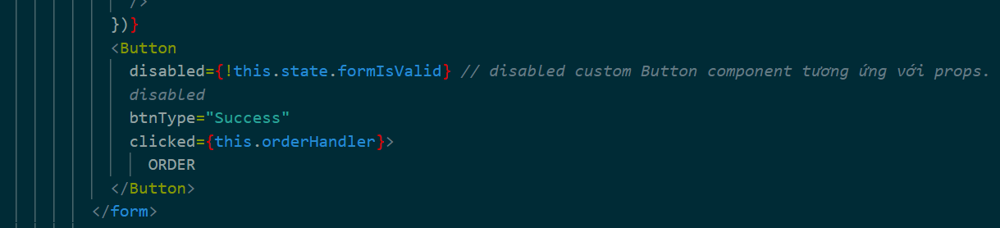 />
})}
<Button
disabled={!this.state.formIsValid} // disabled custom Button component tương ứng với props.
disabled
btnType="Success"
clicked={this.orderHandler}>
ORDER
</Button>
</form>